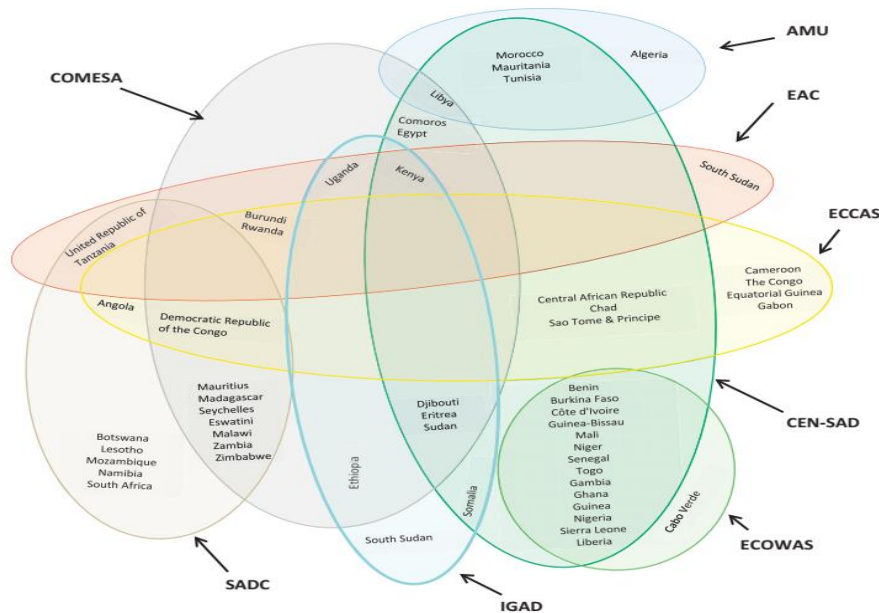 AMU
Morocco
Mauritania
Tunisia
Algeria
COMESA
Libya
EAC
Comoros
Egypt
Uganda
Kenya
South Sudan
ECCAS
United Republic of
Tanzania
Burundi
Rwanda
Angola
Democratic Republic
of the Congo
Central African Republic
Chad
Sao Tome & Principe
Cameroon
The Congo
Equatorial Guinea
Gabon
Mauritius
Madagascar
Seychelles
Eswatini
Malawi
Zambia
Zimbabwe
Botswana
Lesotho
Mozambique
Namibia
South Africa
Djibouti
Eritrea
Sudan
Ethiopia
Somalia
South Sudan
Benin
Burkina Faso
Côte d'Ivoire
Guinea-Bissau
Mali
Niger
Senegal
Togo
Gambia
Ghana
Guinea
Nigeria
Sierra Leone
Liberia
Cabo Verde
CEN-SAD
ECOWAS
SADC
IGAD